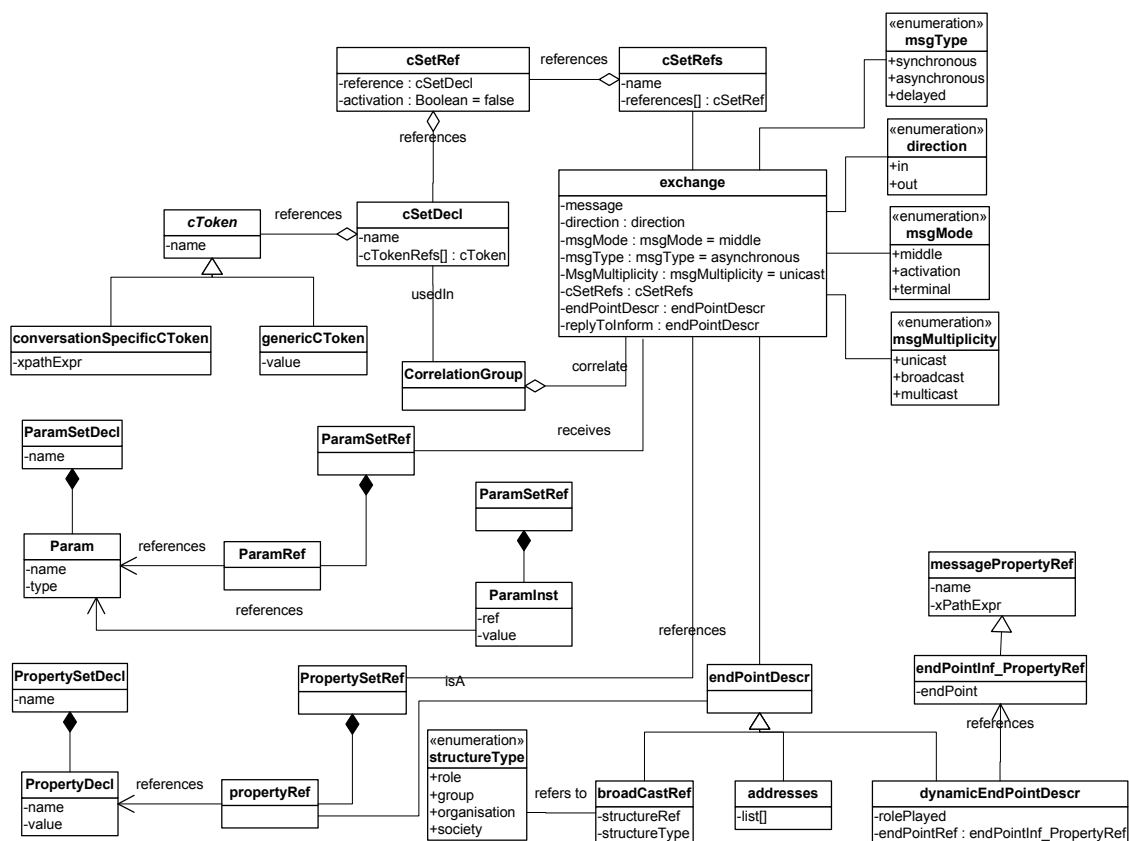 «enumeration»
msgType
+synchronous
+asynchronous
+delayed
cSetRef
-reference : cSetDecl
-activation : Boolean = false
references
cSetRefs
-name
-references[] : cSetRef
references
«enumeration»
direction
+in
+out
exchange
-message
-direction : direction
-msgMode : msgMode = middle
-msgType : msgType = asynchronous
-MsgMultiplicity : msgMultiplicity = unicast
-cSetRefs : cSetRefs
-endPointDescr : endPointDescr
-replyToInform : endPointDescr
cToken
-name
references
cSetDecl
-name
-cTokenRefs[] : cToken
«enumeration»
msgMode
+middle
+activation
+terminal
usedIn
conversationSpecificCToken
-xpathExpr
genericCToken
-value
«enumeration»
msgMultiplicity
+unicast
+broadcast
+multicast
CorrelationGroup
correlate
ParamSetDecl
-name
ParamSetRef
receives
ParamSetRef
Param
-name
-type
references
ParamRef
messagePropertyRef
-name
-xPathExpr
ParamInst
-ref
-value
references
references
PropertySetDecl
-name
PropertySetRef
isA
endPointDescr
endPointInf_PropertyRef
-endPoint
references
«enumeration»
structureType
+role
+group
+organisation
+society
PropertyDecl
-name
-value
references
propertyRef
refers to
broadCastRef
-structureRef
-structureType
addresses
-list[]
dynamicEndPointDescr
-rolePlayed
-endPointRef : endPointInf_PropertyRef